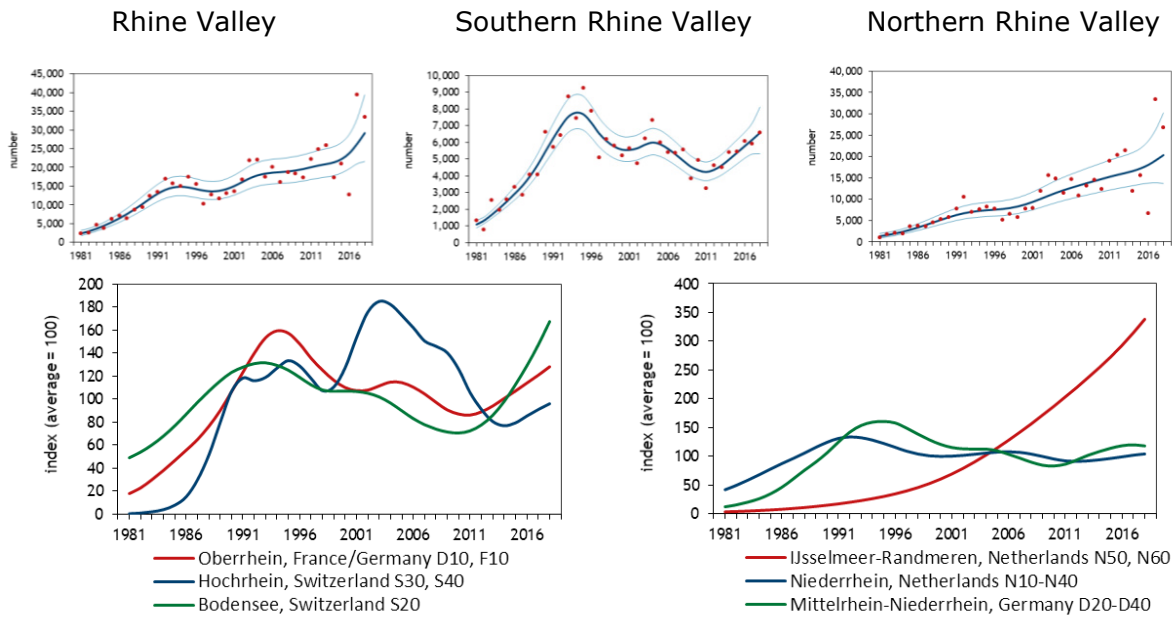 Rhine Valley
Southern Rhine Valley
Northern Rhine Valley
45,000
40,000
35,000
30,000
25,000
20,000
15,000
10,000
5,000
0
number
1981 1986 1991 1996 2001 2006 2011 2016
10,000
9,000
8,000
7,000
6,000
5,000
4,000
3,000
2,000
1,000
0
number
1981 1986 1991 1996 2001 2006 2011 2016
40,000
35,000
30,000
25,000
20,000
15,000
10,000
5,000
0
number
1981 1986 1991 1996 2001 2006 2011 2016
200
180
160
140
120
100
80
60
40
20
0
index (average = 100)
1981 1986 1991 1996 2001 2006 2011 2016
Oberrhein, France/Germany D10, F10
Hochrhein, Switzerland S30, S40
Bodensee, Switzerland S20
400
350
300
250
200
150
100
50
0
index (average = 100)
1981 1986 1991 1996 2001 2006 2011 2016
IJsselmeer-Randmeren, Netherlands N50, N60
Niederrhein, Netherlands N10-N40
Mittelrhein-Niederrhein, Germany D20-D40